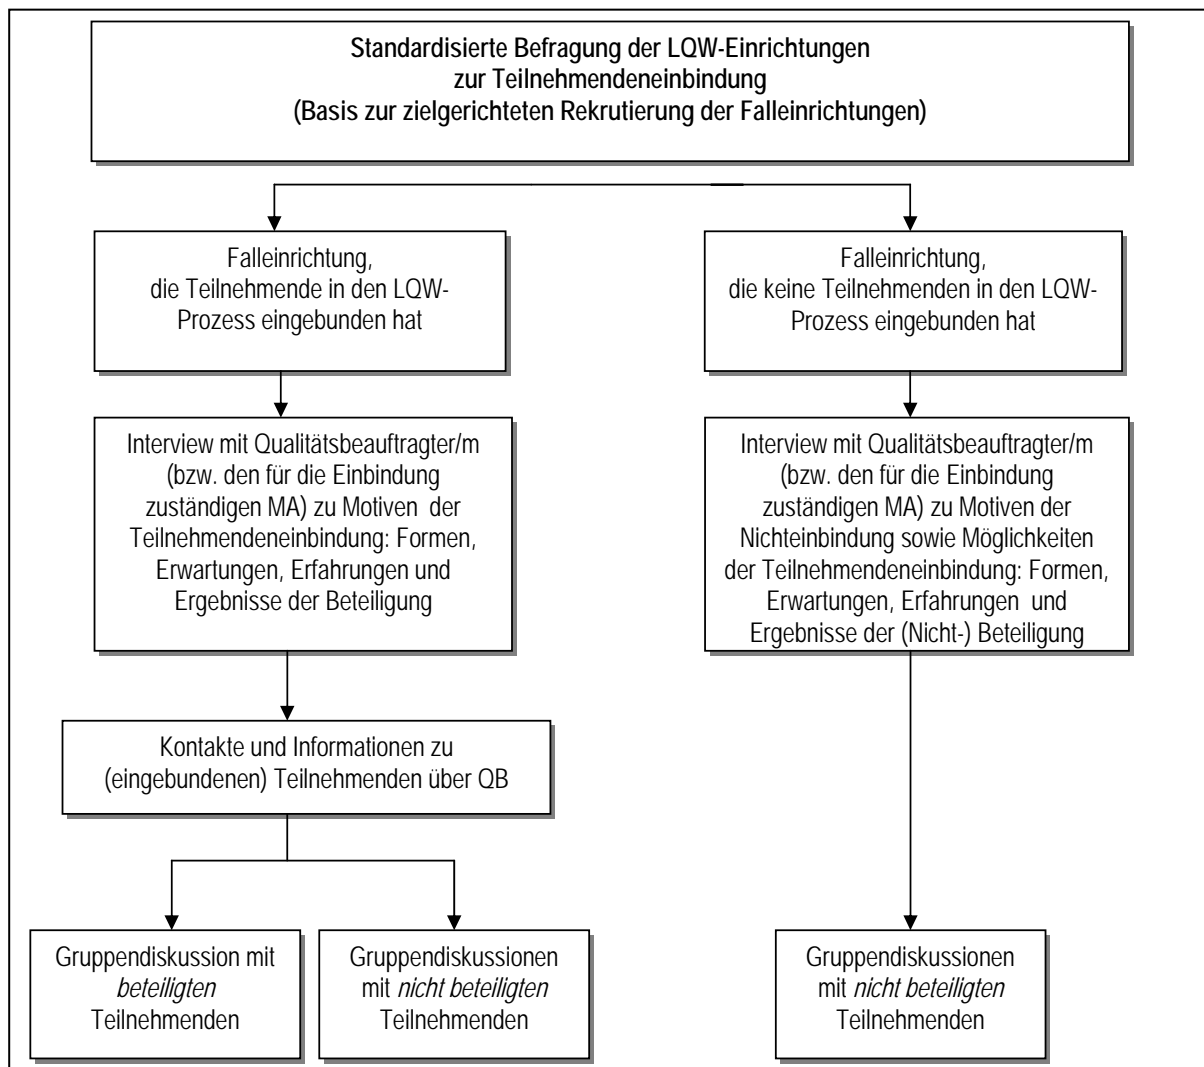 Standardisierte Befragung der LQW-Einrichtungen
zur Teilnehmendeneinbindung
(Basis zur zielgerichteten Rekrutierung der Falleinrichtungen)
Falleinrichtung,
die Teilnehmende in den LQW-
Prozess eingebunden hat
Falleinrichtung,
die keine Teilnehmenden in den LQW-
Prozess eingebunden hat
Interview mit Qualitätsbeauftragter/m
(bzw. den für die Einbindung
zuständigen MA) zu Motiven der
Teilnehmendeneinbindung: Formen,
Erwartungen, Erfahrungen und
Ergebnisse der Beteiligung
Interview mit Qualitätsbeauftragter/m
(bzw. den für die Einbindung
zuständigen MA) zu Motiven der
Nichteinbindung sowie Möglichkeiten
der Teilnehmendeneinbindung: Formen,
Erwartungen, Erfahrungen und
Ergebnisse der (Nicht-) Beteiligung
Kontakte und Informationen zu
(eingebundenen) Teilnehmenden über QB
Gruppendiskussion mit
beteiligten
Teilnehmenden
Gruppendiskussionen
mit nicht beteiligten
Teilnehmenden
Gruppendiskussionen
mit nicht beteiligten
Teilnehmenden